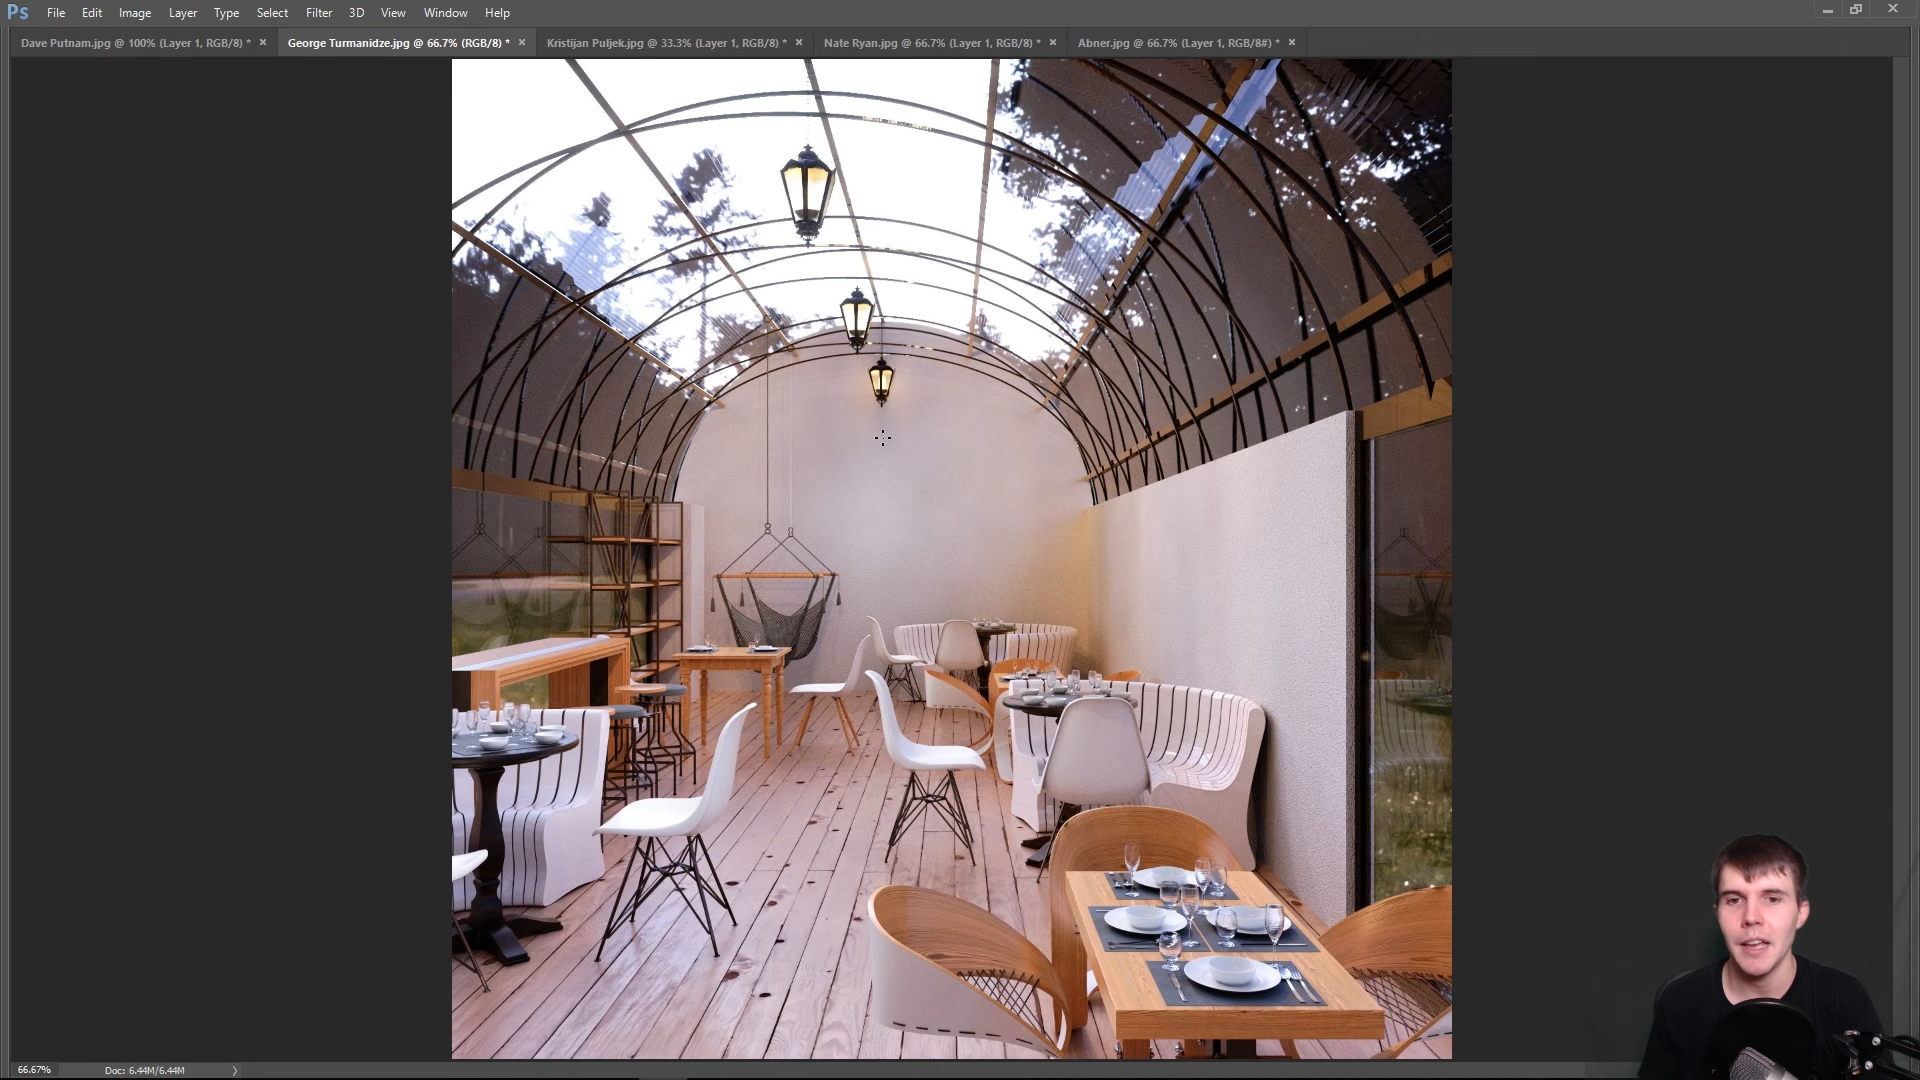 Ps File Edit Image Layer Type Select Filter 3D View Window Help
Dave Putnam.jpg @ 100% (Layer 1, RGB/8) * × George Turmanidze.jpg @ 66.7% (RGB/8) * × Kristijan Puljek.jpg @ 33.3% (Layer 1, RGB/8) * × Nate Ryan.jpg @ 66.7% (Layer 1, RGB/8) * × Abner.jpg @ 66.7% (Layer 1, RGB/8#) * ×
66.67% Doc: 6.44M/6.44M